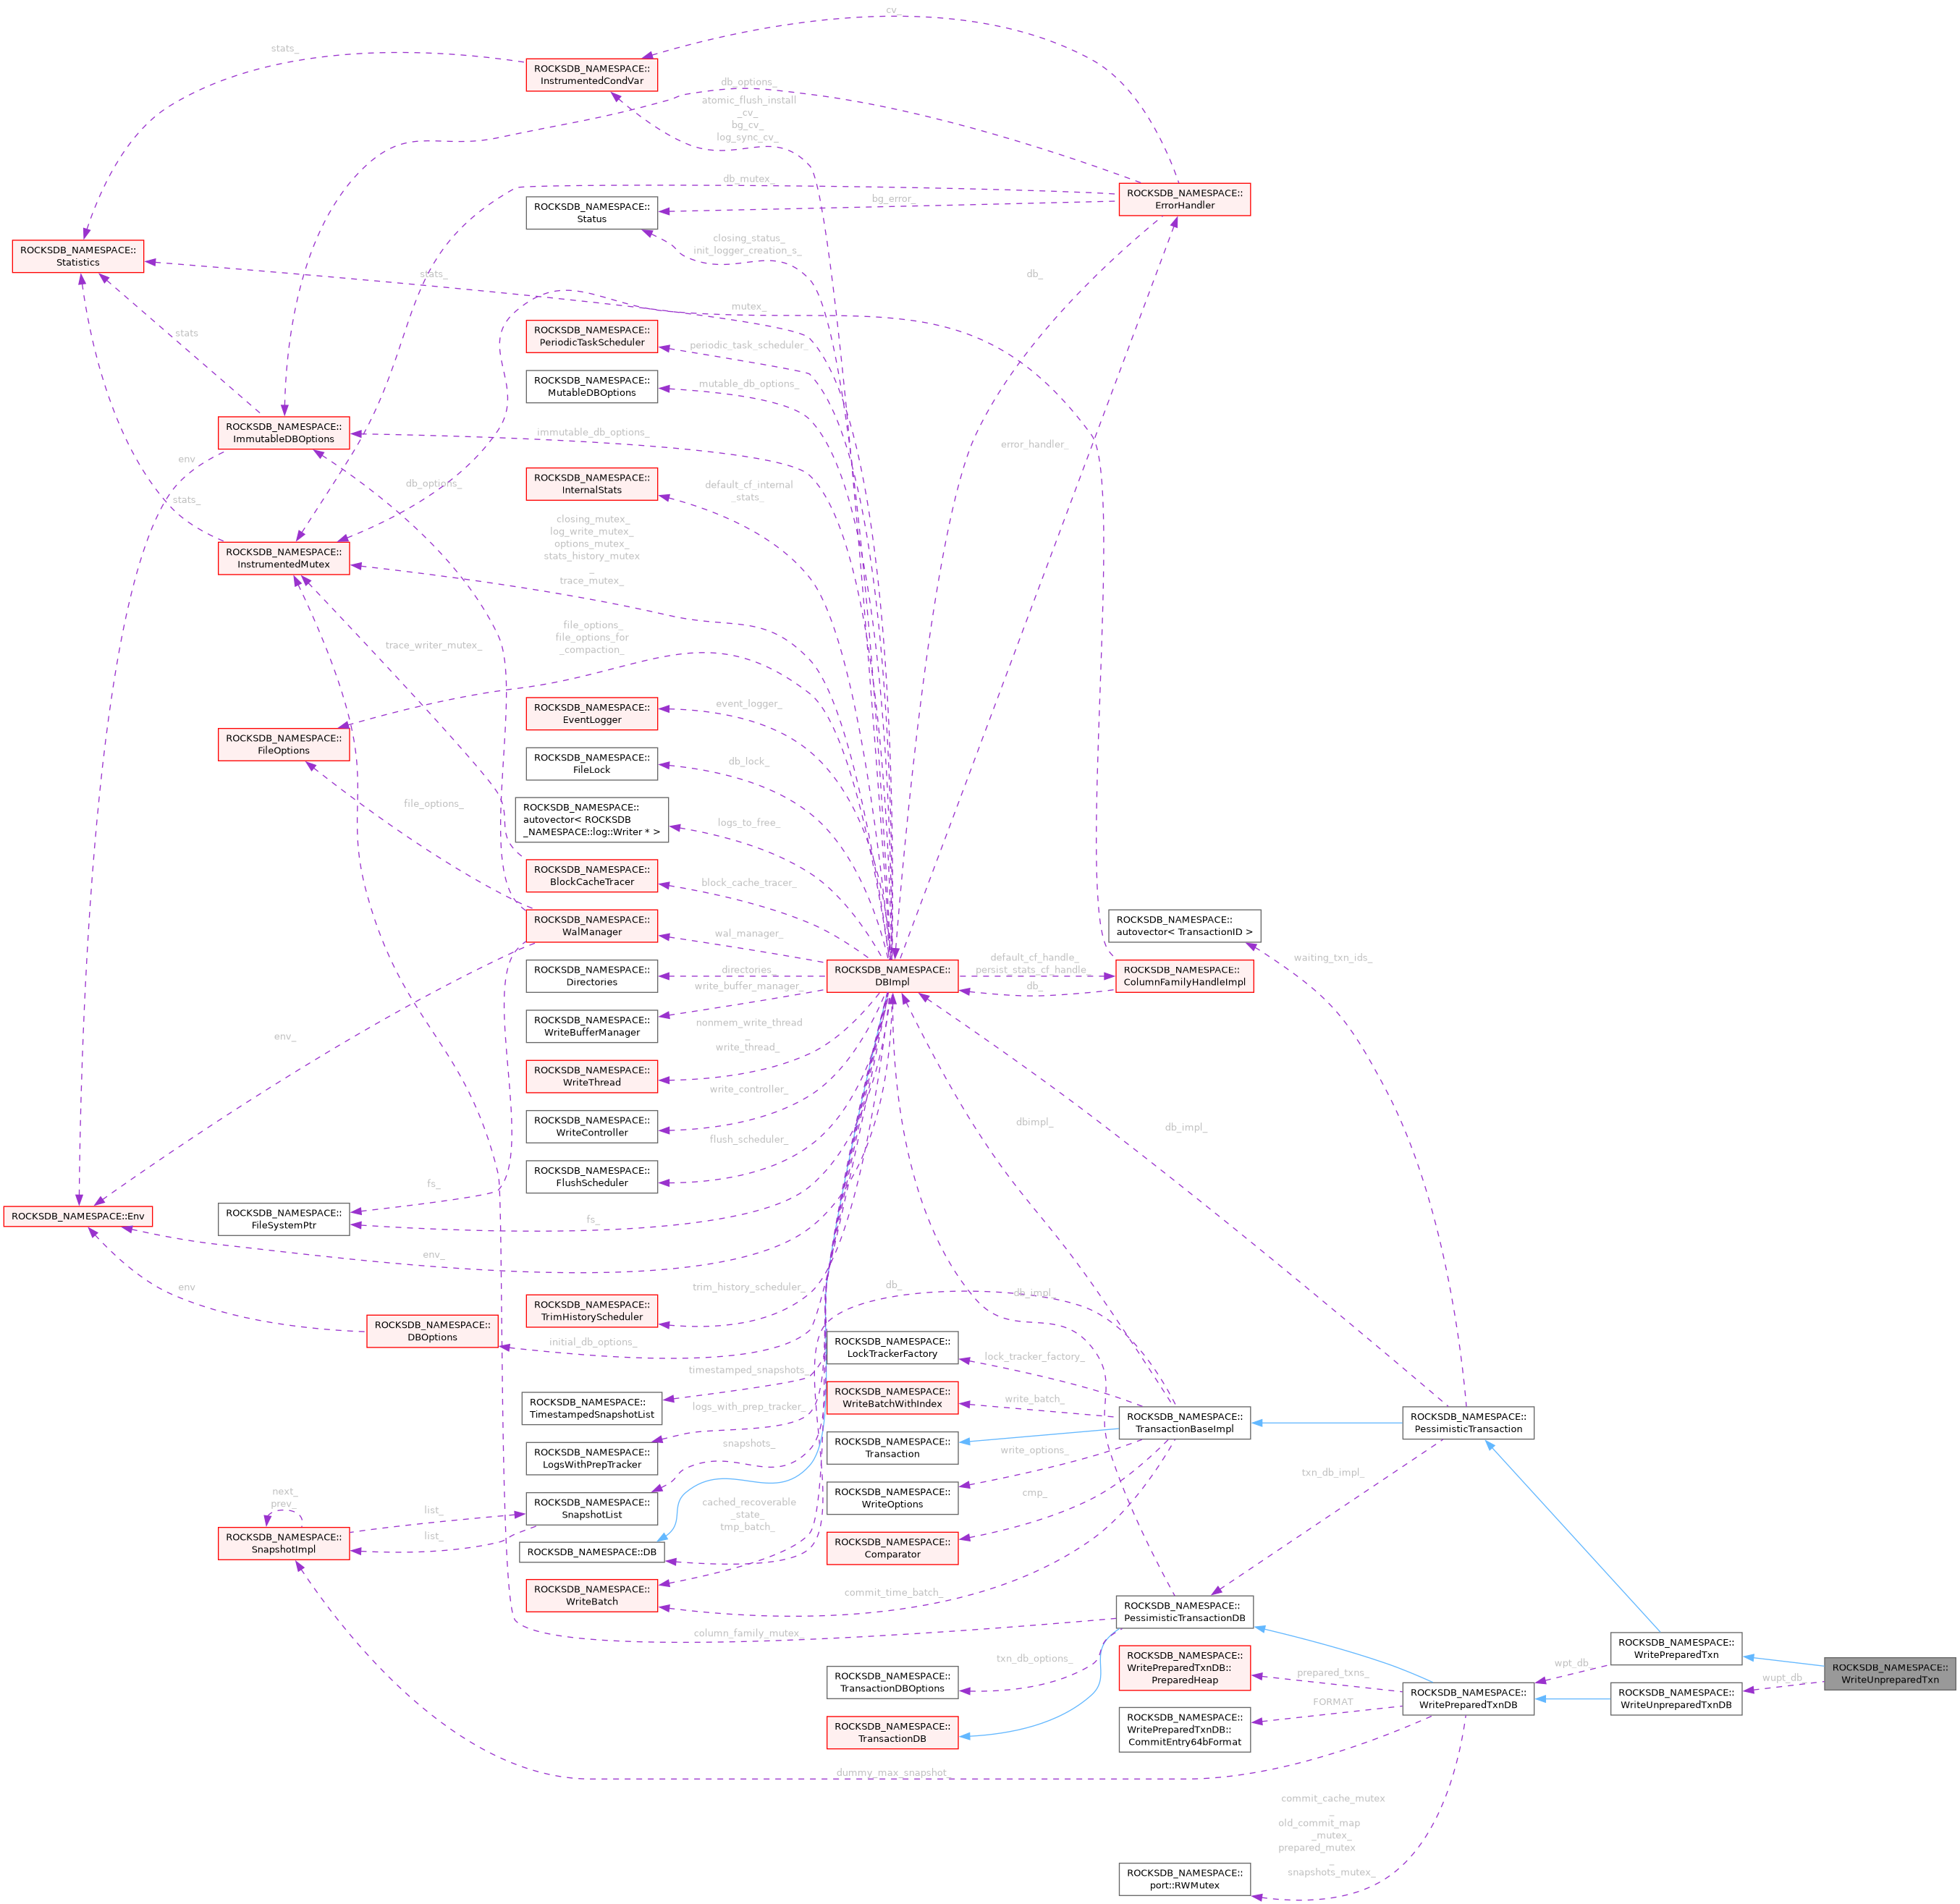 cv_
stats_
ROCKSDB_NAMESPACE::
InstrumentedCondVar
db_options_
atomic_flush_install
_cv_
bg_cv_
log_sync_cv_
db_mutex_
ROCKSDB_NAMESPACE::
ErrorHandler
bg_error_
ROCKSDB_NAMESPACE::
Status
closing_status_
init_logger_creation_s_
ROCKSDB_NAMESPACE::
Statistics
stats_
db_
mutex_
stats
ROCKSDB_NAMESPACE::
PeriodicTaskScheduler
periodic_task_scheduler_
ROCKSDB_NAMESPACE::
MutableDBOptions
mutable_db_options_
ROCKSDB_NAMESPACE::
ImmutableDBOptions
immutable_db_options_
error_handler_
env
db_options_
ROCKSDB_NAMESPACE::
InternalStats
default_cf_internal
_stats_
stats_
closing_mutex_
log_write_mutex_
options_mutex_
stats_history_mutex
_
trace_mutex_
ROCKSDB_NAMESPACE::
InstrumentedMutex
trace_writer_mutex_
file_options_
file_options_for
_compaction_
ROCKSDB_NAMESPACE::
EventLogger
event_logger_
ROCKSDB_NAMESPACE::
FileOptions
ROCKSDB_NAMESPACE::
FileLock
db_lock_
file_options_
ROCKSDB_NAMESPACE::
autovector< ROCKSDB
_NAMESPACE::log::Writer * >
logs_to_free_
ROCKSDB_NAMESPACE::
BlockCacheTracer
block_cache_tracer_
ROCKSDB_NAMESPACE::
WalManager
wal_manager_
ROCKSDB_NAMESPACE::
autovector< TransactionID >
waiting_txn_ids_
ROCKSDB_NAMESPACE::
Directories
directories_
ROCKSDB_NAMESPACE::
DBImpl
default_cf_handle_
persist_stats_cf_handle_
db_
ROCKSDB_NAMESPACE::
ColumnFamilyHandleImpl
write_buffer_manager_
ROCKSDB_NAMESPACE::
WriteBufferManager
env_
nonmem_write_thread
_
write_thread_
ROCKSDB_NAMESPACE::
WriteThread
write_controller_
ROCKSDB_NAMESPACE::
WriteController
dbimpl_
db_impl_
flush_scheduler_
ROCKSDB_NAMESPACE::
FlushScheduler
fs_
ROCKSDB_NAMESPACE::Env
ROCKSDB_NAMESPACE::
FileSystemPtr
fs_
env_
env
trim_history_scheduler_
db_
db_impl_
ROCKSDB_NAMESPACE::
TrimHistoryScheduler
ROCKSDB_NAMESPACE::
DBOptions
initial_db_options_
ROCKSDB_NAMESPACE::
LockTrackerFactory
lock_tracker_factory_
timestamped_snapshots_
ROCKSDB_NAMESPACE::
WriteBatchWithIndex
write_batch_
ROCKSDB_NAMESPACE::
TimestampedSnapshotList
logs_with_prep_tracker_
ROCKSDB_NAMESPACE::
TransactionBaseImpl
ROCKSDB_NAMESPACE::
PessimisticTransaction
ROCKSDB_NAMESPACE::
LogsWithPrepTracker
snapshots_
ROCKSDB_NAMESPACE::
Transaction
write_options_
txn_db_impl_
next_
prev_
list_
list_
ROCKSDB_NAMESPACE::
SnapshotList
ROCKSDB_NAMESPACE::
WriteOptions
cmp_
cached_recoverable
_state_
tmp_batch_
ROCKSDB_NAMESPACE::
SnapshotImpl
ROCKSDB_NAMESPACE::DB
ROCKSDB_NAMESPACE::
Comparator
ROCKSDB_NAMESPACE::
WriteBatch
commit_time_batch_
ROCKSDB_NAMESPACE::
PessimisticTransactionDB
column_family_mutex_
txn_db_options_
ROCKSDB_NAMESPACE::
TransactionDBOptions
ROCKSDB_NAMESPACE::
WritePreparedTxnDB::
PreparedHeap
prepared_txns_
ROCKSDB_NAMESPACE::
WritePreparedTxn
wpt_db_
ROCKSDB_NAMESPACE::
WriteUnpreparedTxn
wupt_db_
ROCKSDB_NAMESPACE::
WritePreparedTxnDB
ROCKSDB_NAMESPACE::
WriteUnpreparedTxnDB
FORMAT
ROCKSDB_NAMESPACE::
TransactionDB
ROCKSDB_NAMESPACE::
WritePreparedTxnDB::
CommitEntry64bFormat
dummy_max_snapshot_
commit_cache_mutex
_
old_commit_map
_mutex_
prepared_mutex
_
snapshots_mutex_
ROCKSDB_NAMESPACE::
port::RWMutex